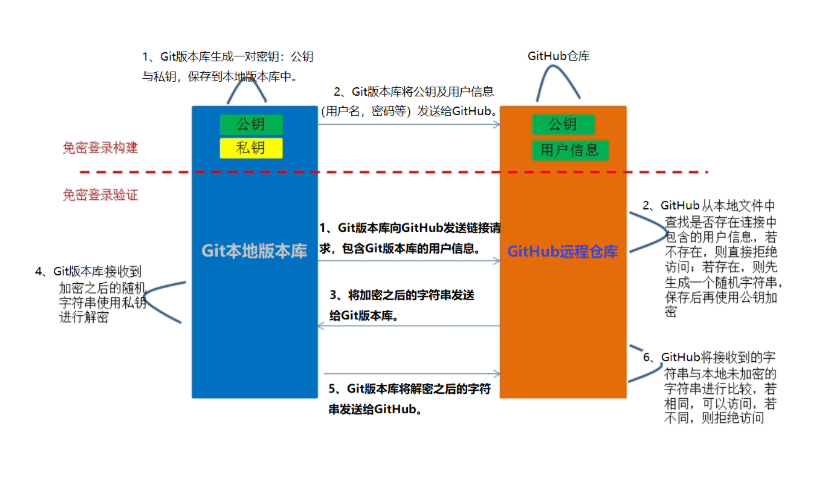 1、Git版本库生成一对密钥：公钥
与私钥，保存到本地版本库中。
GitHub仓库
2、Git版本库将公钥及用户信息
（用户名，密码等）发送给GitHub。
公钥
私钥
公钥
用户信息
免密登录构建
免密登录验证
1、Git版本库向GitHub发送链接请
求，包含Git版本库的用户信息。
Git本地版本库
GitHub远程仓库
2、GitHub 从本地文件中
查找是否存在连接中
包含的用户信息，若
不存在，则直接拒绝
访问；若存在，则先
生成一个随机字符串，
保存后再使用公钥加
密
3、将加密之后的字符串发送
给Git版本库。
4、Git版本库接收到
加密之后的随机
字符串使用私钥
进行解密
5、Git版本库将解密之后的字符
串发送给GitHub。
6、GitHub将接收到的字
符串与本地未加密的
字符串进行比较，若
相同，可以访问，若
不同，则拒绝访问